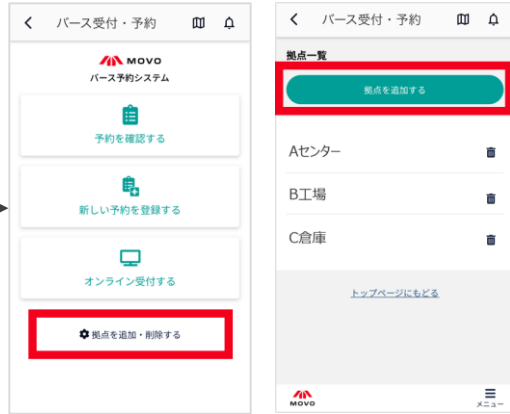 バース受付・予約
MOVO
バース予約システム
予約を確認する
新しい予約を登録する
オンライン受付する
拠点を追加・削除する
バース受付・予約
拠点一覧
拠点を追加する
Aセンター
B工場
C倉庫
トップページにもどる
MOVO
メニュー